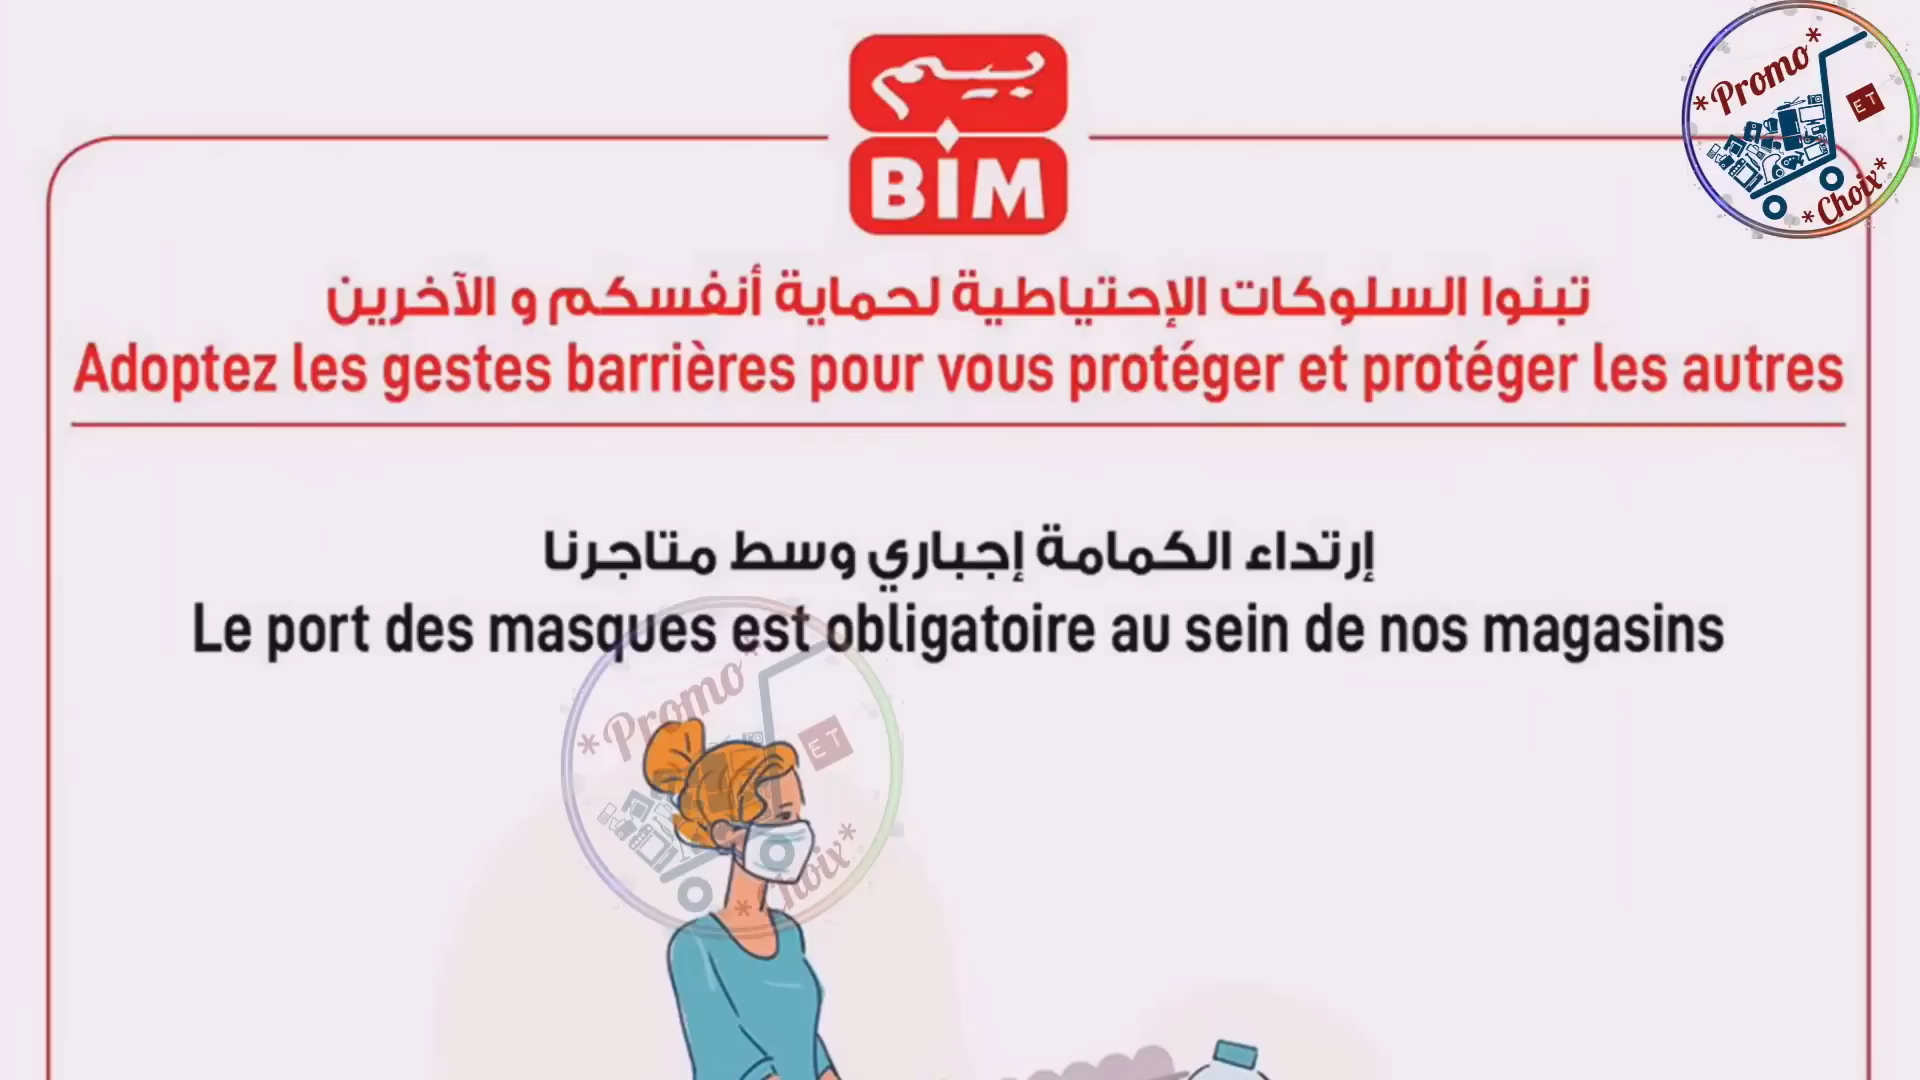 بيم
BIM
*Promo*
ET
*Choix*
تبنوا السلوكات الإحتياطية لحماية أنفسكم و الآخرين
Adoptez les gestes barrières pour vous protéger et protéger les autres
إرتداء الكمامة إجباري وسط متاجرنا
Le port des masques est obligatoire au sein de nos magasins
*Promo*
ET
*Choix*